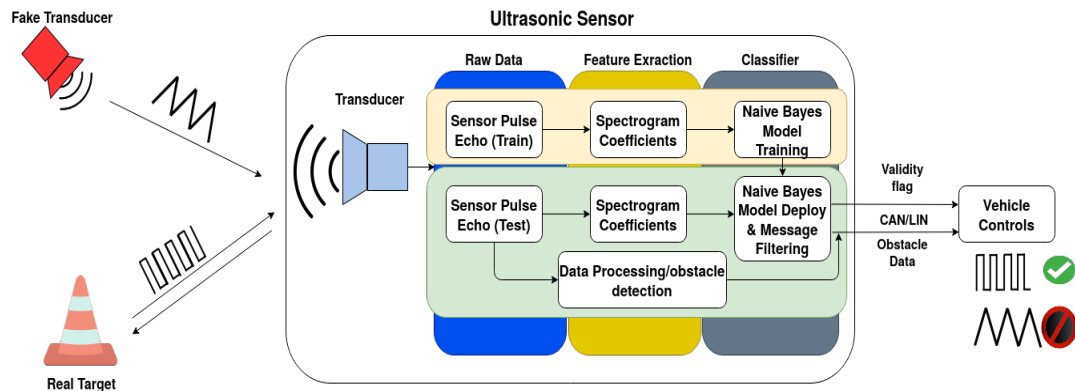 Ultrasonic Sensor
Fake Transducer
Raw Data
Feature Extraction
Classifier
Transducer
Sensor Pulse
Echo (Train)
Spectrogram
Coefficients
Naive Bayes
Model
Training
Sensor Pulse
Echo (Test)
Spectrogram
Coefficients
Naive Bayes
Model Deploy
& Message
Filtering
Data Processing/obstacle
detection
Validity
flag
CAN/LIN
Obstacle
Data
Vehicle
Controls
Real Target